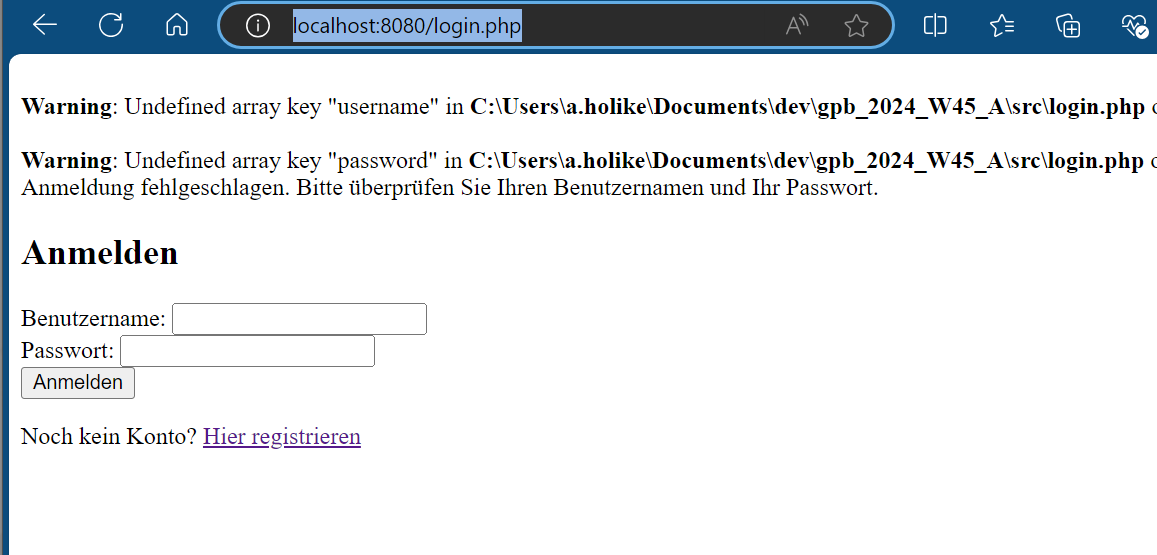 localhost:8080/login.php
Warning: Undefined array key "username" in C:\Users\a.holike\Documents\dev\gpb_2024_W45_A\src\login.php
Warning: Undefined array key "password" in C:\Users\a.holike\Documents\dev\gpb_2024_W45_A\src\login.php
Anmeldung fehlgeschlagen. Bitte überprüfen Sie Ihren Benutzernamen und Ihr Passwort.
Anmelden
Benutzername:
Passwort:
Anmelden
Noch kein Konto? Hier registrieren